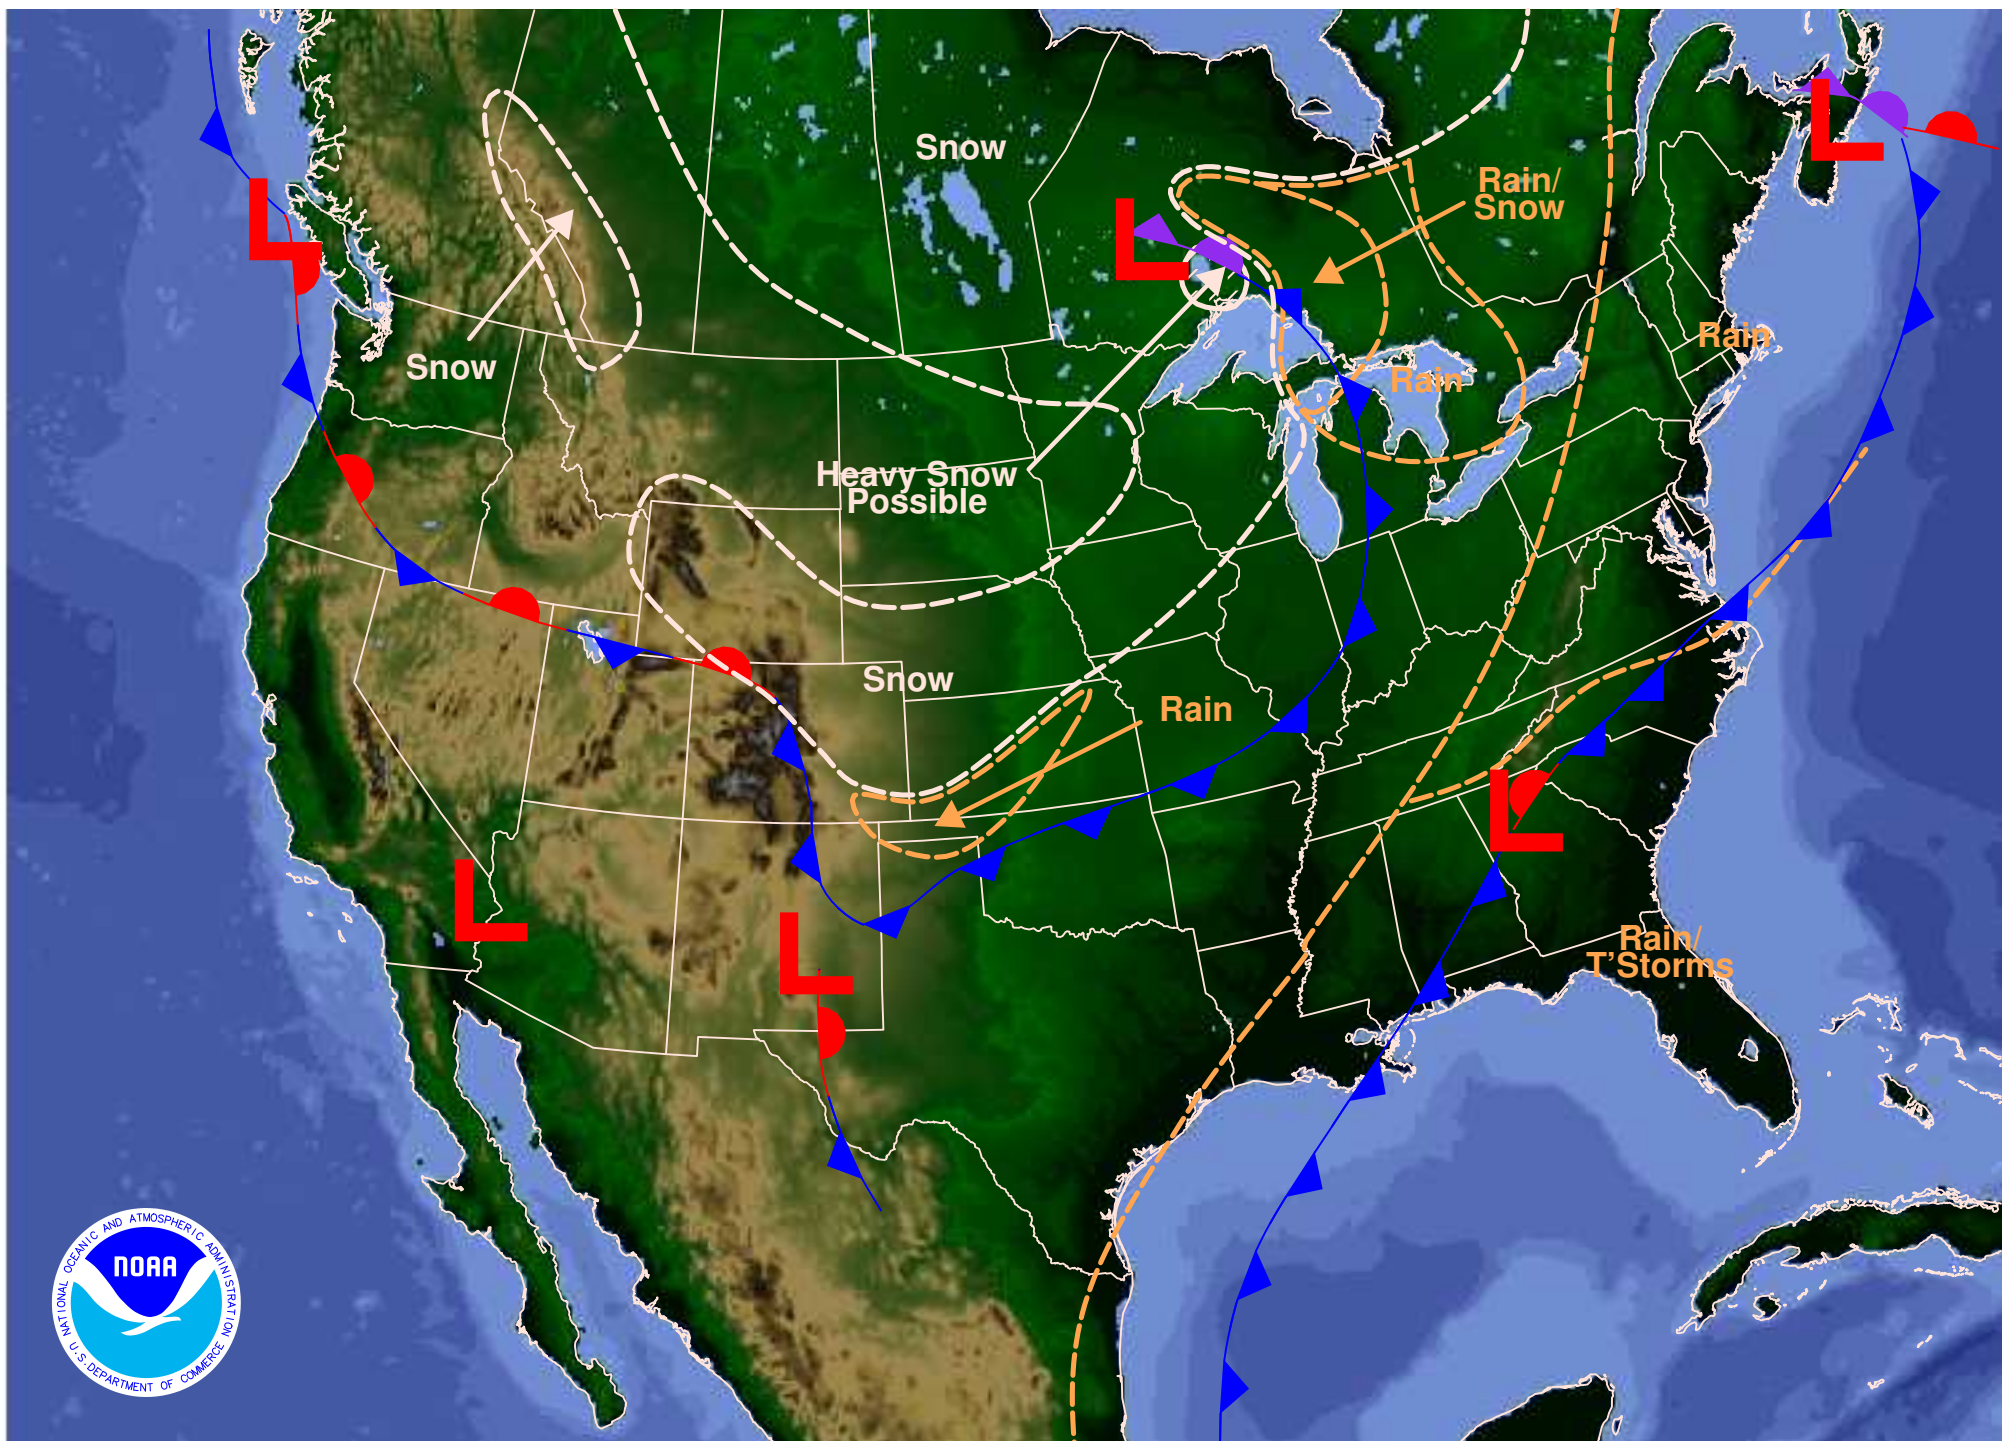 Snow
Rain/
Snow
L
L
L
Rain
Snow
Rain
Heavy Snow
Possible
Snow
Rain
L
L
L
Rain/
T'Storms
NATIONAL OCEANIC AND ATMOSPHERIC ADMINISTRATION
NOAA
U.S. DEPARTMENT OF COMMERCE